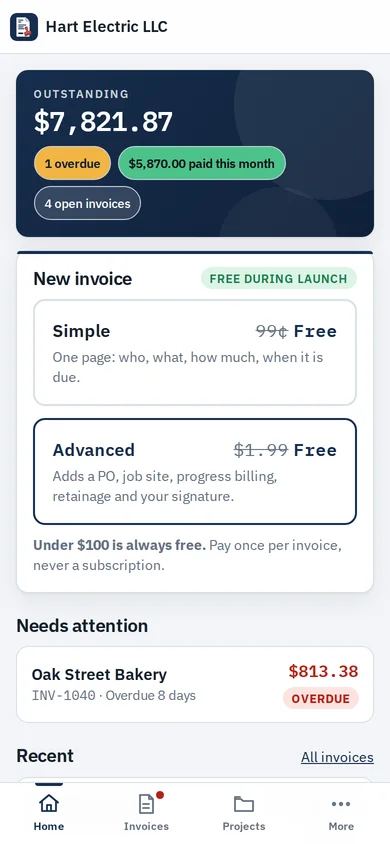 Hart Electric LLC
OUTSTANDING
$7,821.87
1 overdue
$5,870.00 paid this month
4 open invoices
New invoice
FREE DURING LAUNCH
Simple
99¢ Free
One page: who, what, how much, when it is
due.
Advanced
$1.99 Free
Adds a PO, job site, progress billing,
retainage and your signature.
Under $100 is always free. Pay once per invoice,
never a subscription.
Needs attention
Oak Street Bakery
$813.38
INV-1040 · Overdue 8 days
OVERDUE
Recent
All invoices
Home
Invoices
Projects
More